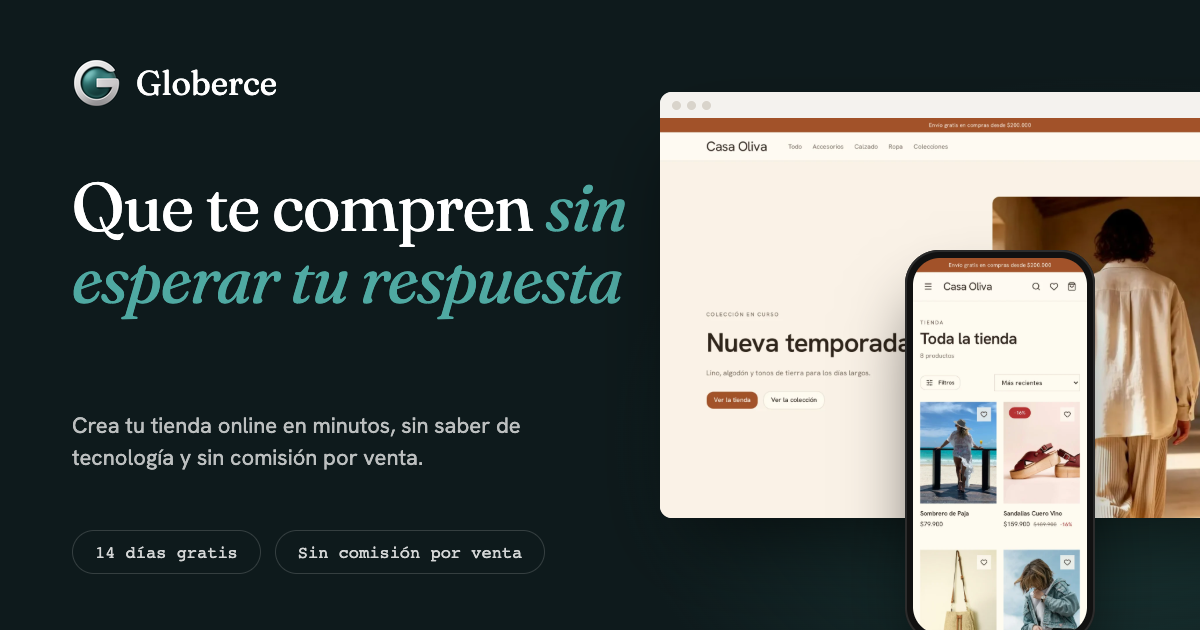 Globerce
Que te compren sin
esperar tu respuesta
Crea tu tienda online en minutos, sin saber de
tecnología y sin comisión por venta.
14 días gratis
Sin comisión por venta
Envío gratis en compras desde $200.000
Casa Oliva
Todo
Accesorios
Calzado
Ropa
Colecciones
COLECCIÓN EN CURSO
Nueva temporada
Lino, algodón y tonos de tierra para los días largos.
Ver la tienda
Ver la colección
Envío gratis en compras desde $200.000
Casa Oliva
TIENDA
Toda la tienda
8 productos
Filtros
Más recientes
-16%
Sombrero de Paja
$79.900
Sandalias Cuero Vino
$159.900 $189.900 -16%